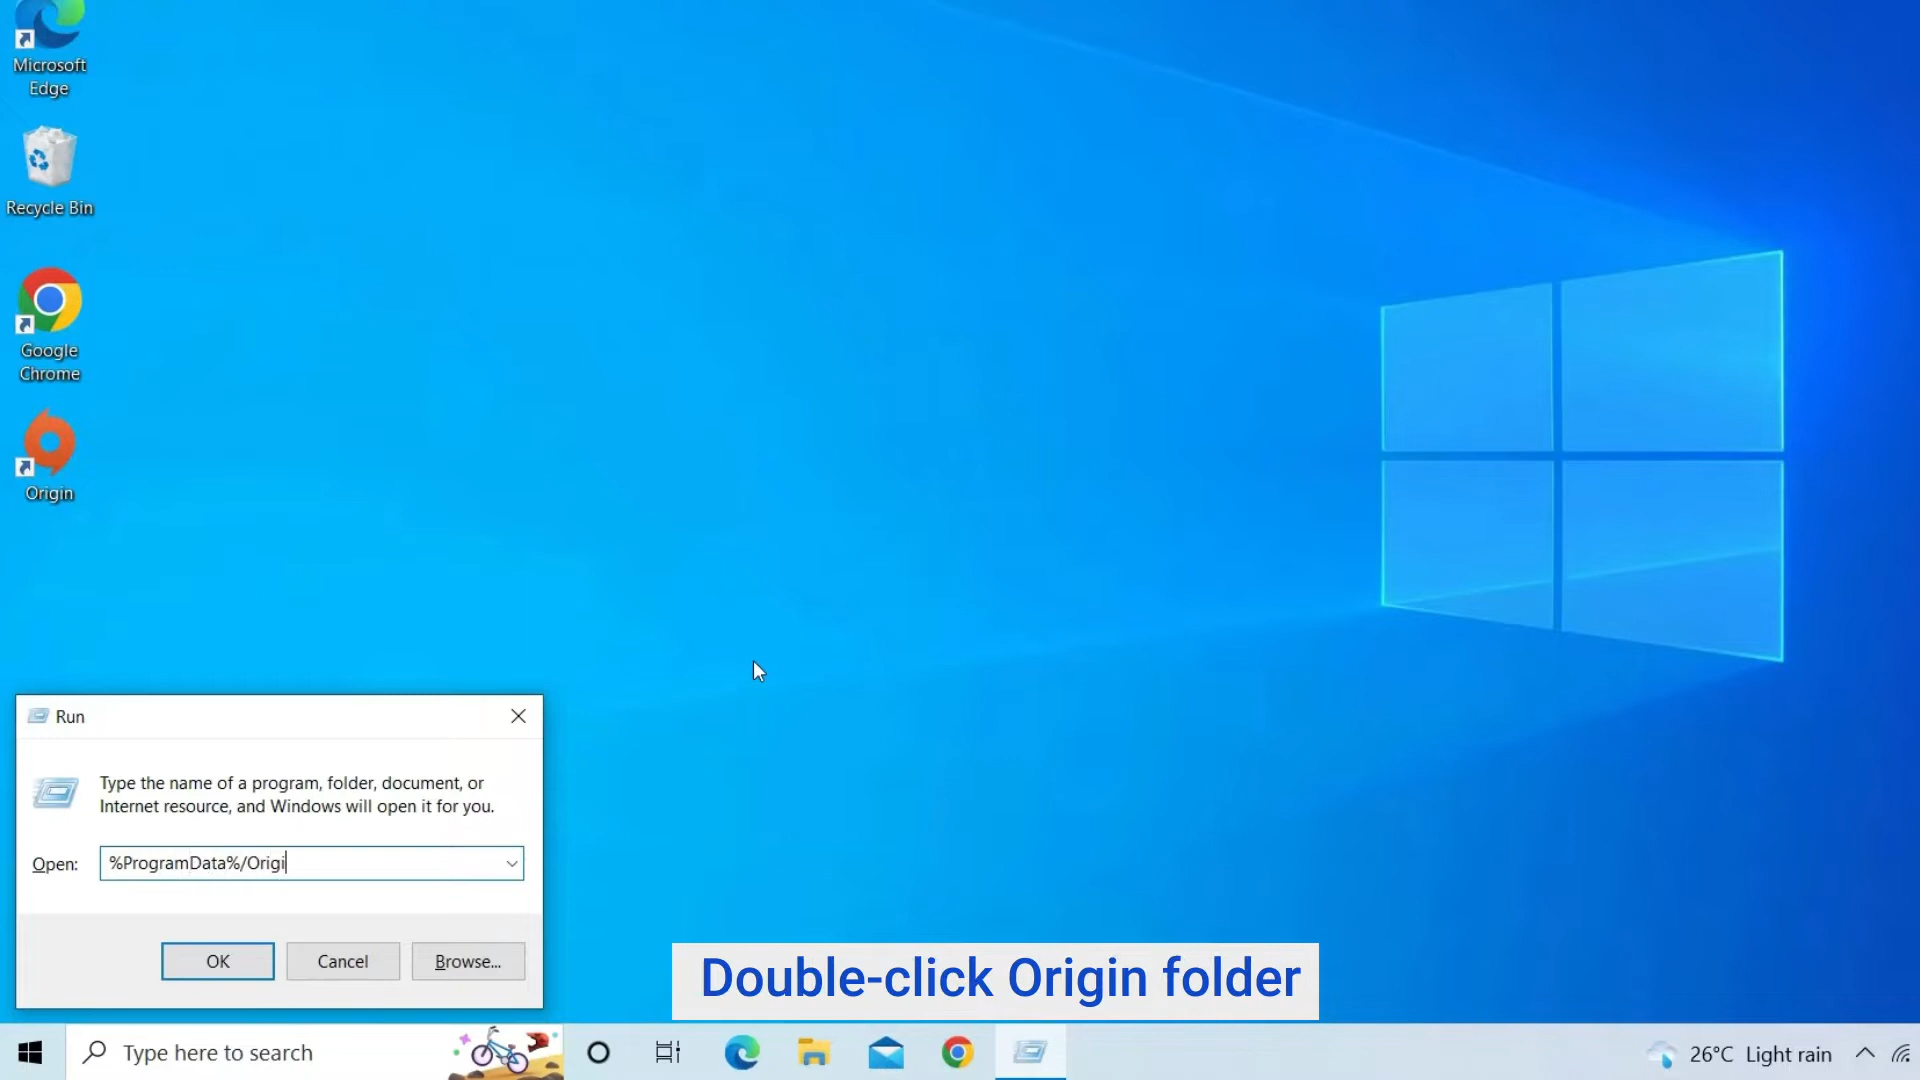 Microsoft
Edge
Recycle Bin
Google
Chrome
Origin
Run
Type the name of a program, folder, document, or
Internet resource, and Windows will open it for you.
Open: %ProgramData%/Origi
OK Cancel Browse...
Double-click Origin folder
Type here to search
26°C Light rain